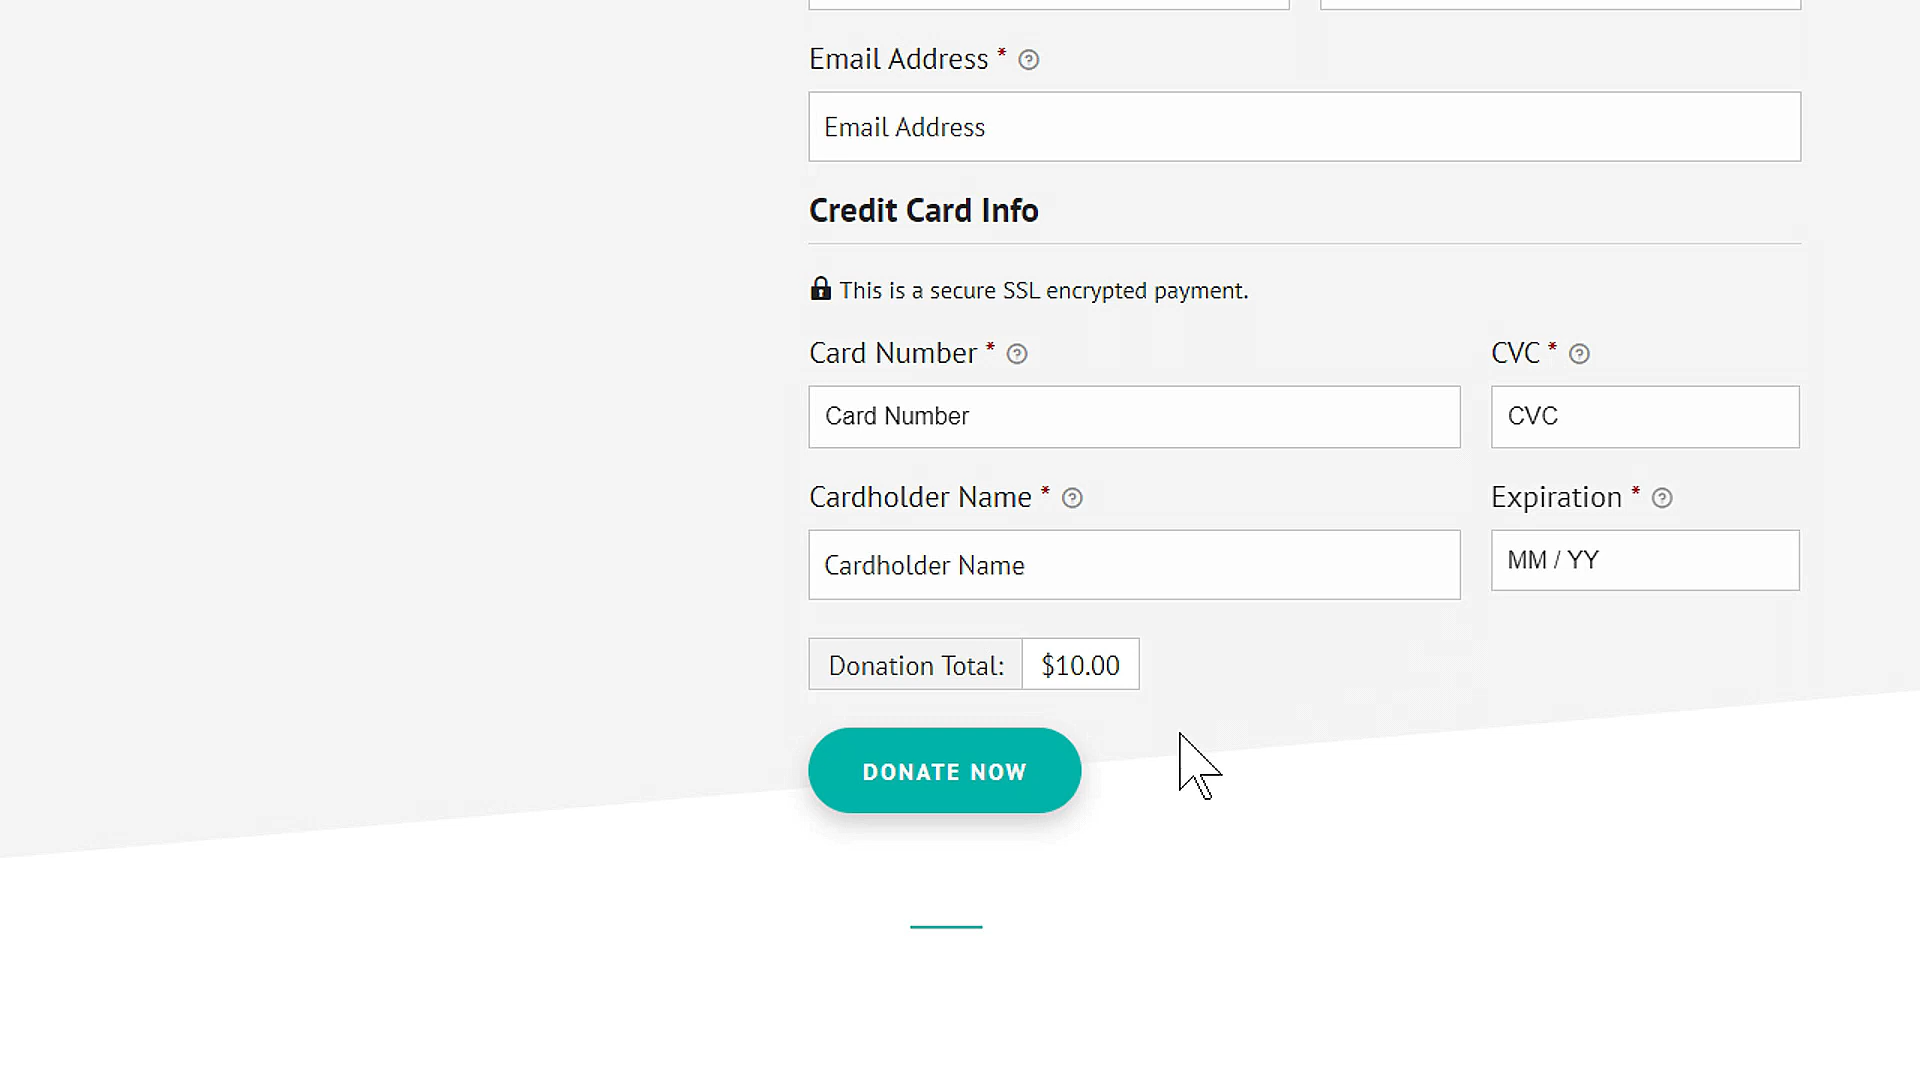 Email Address *
Email Address
Credit Card Info
This is a secure SSL encrypted payment.
Card Number * CVC *
Card Number CVC
Cardholder Name * Expiration *
Cardholder Name MM / YY
Donation Total: $10.00
DONATE NOW